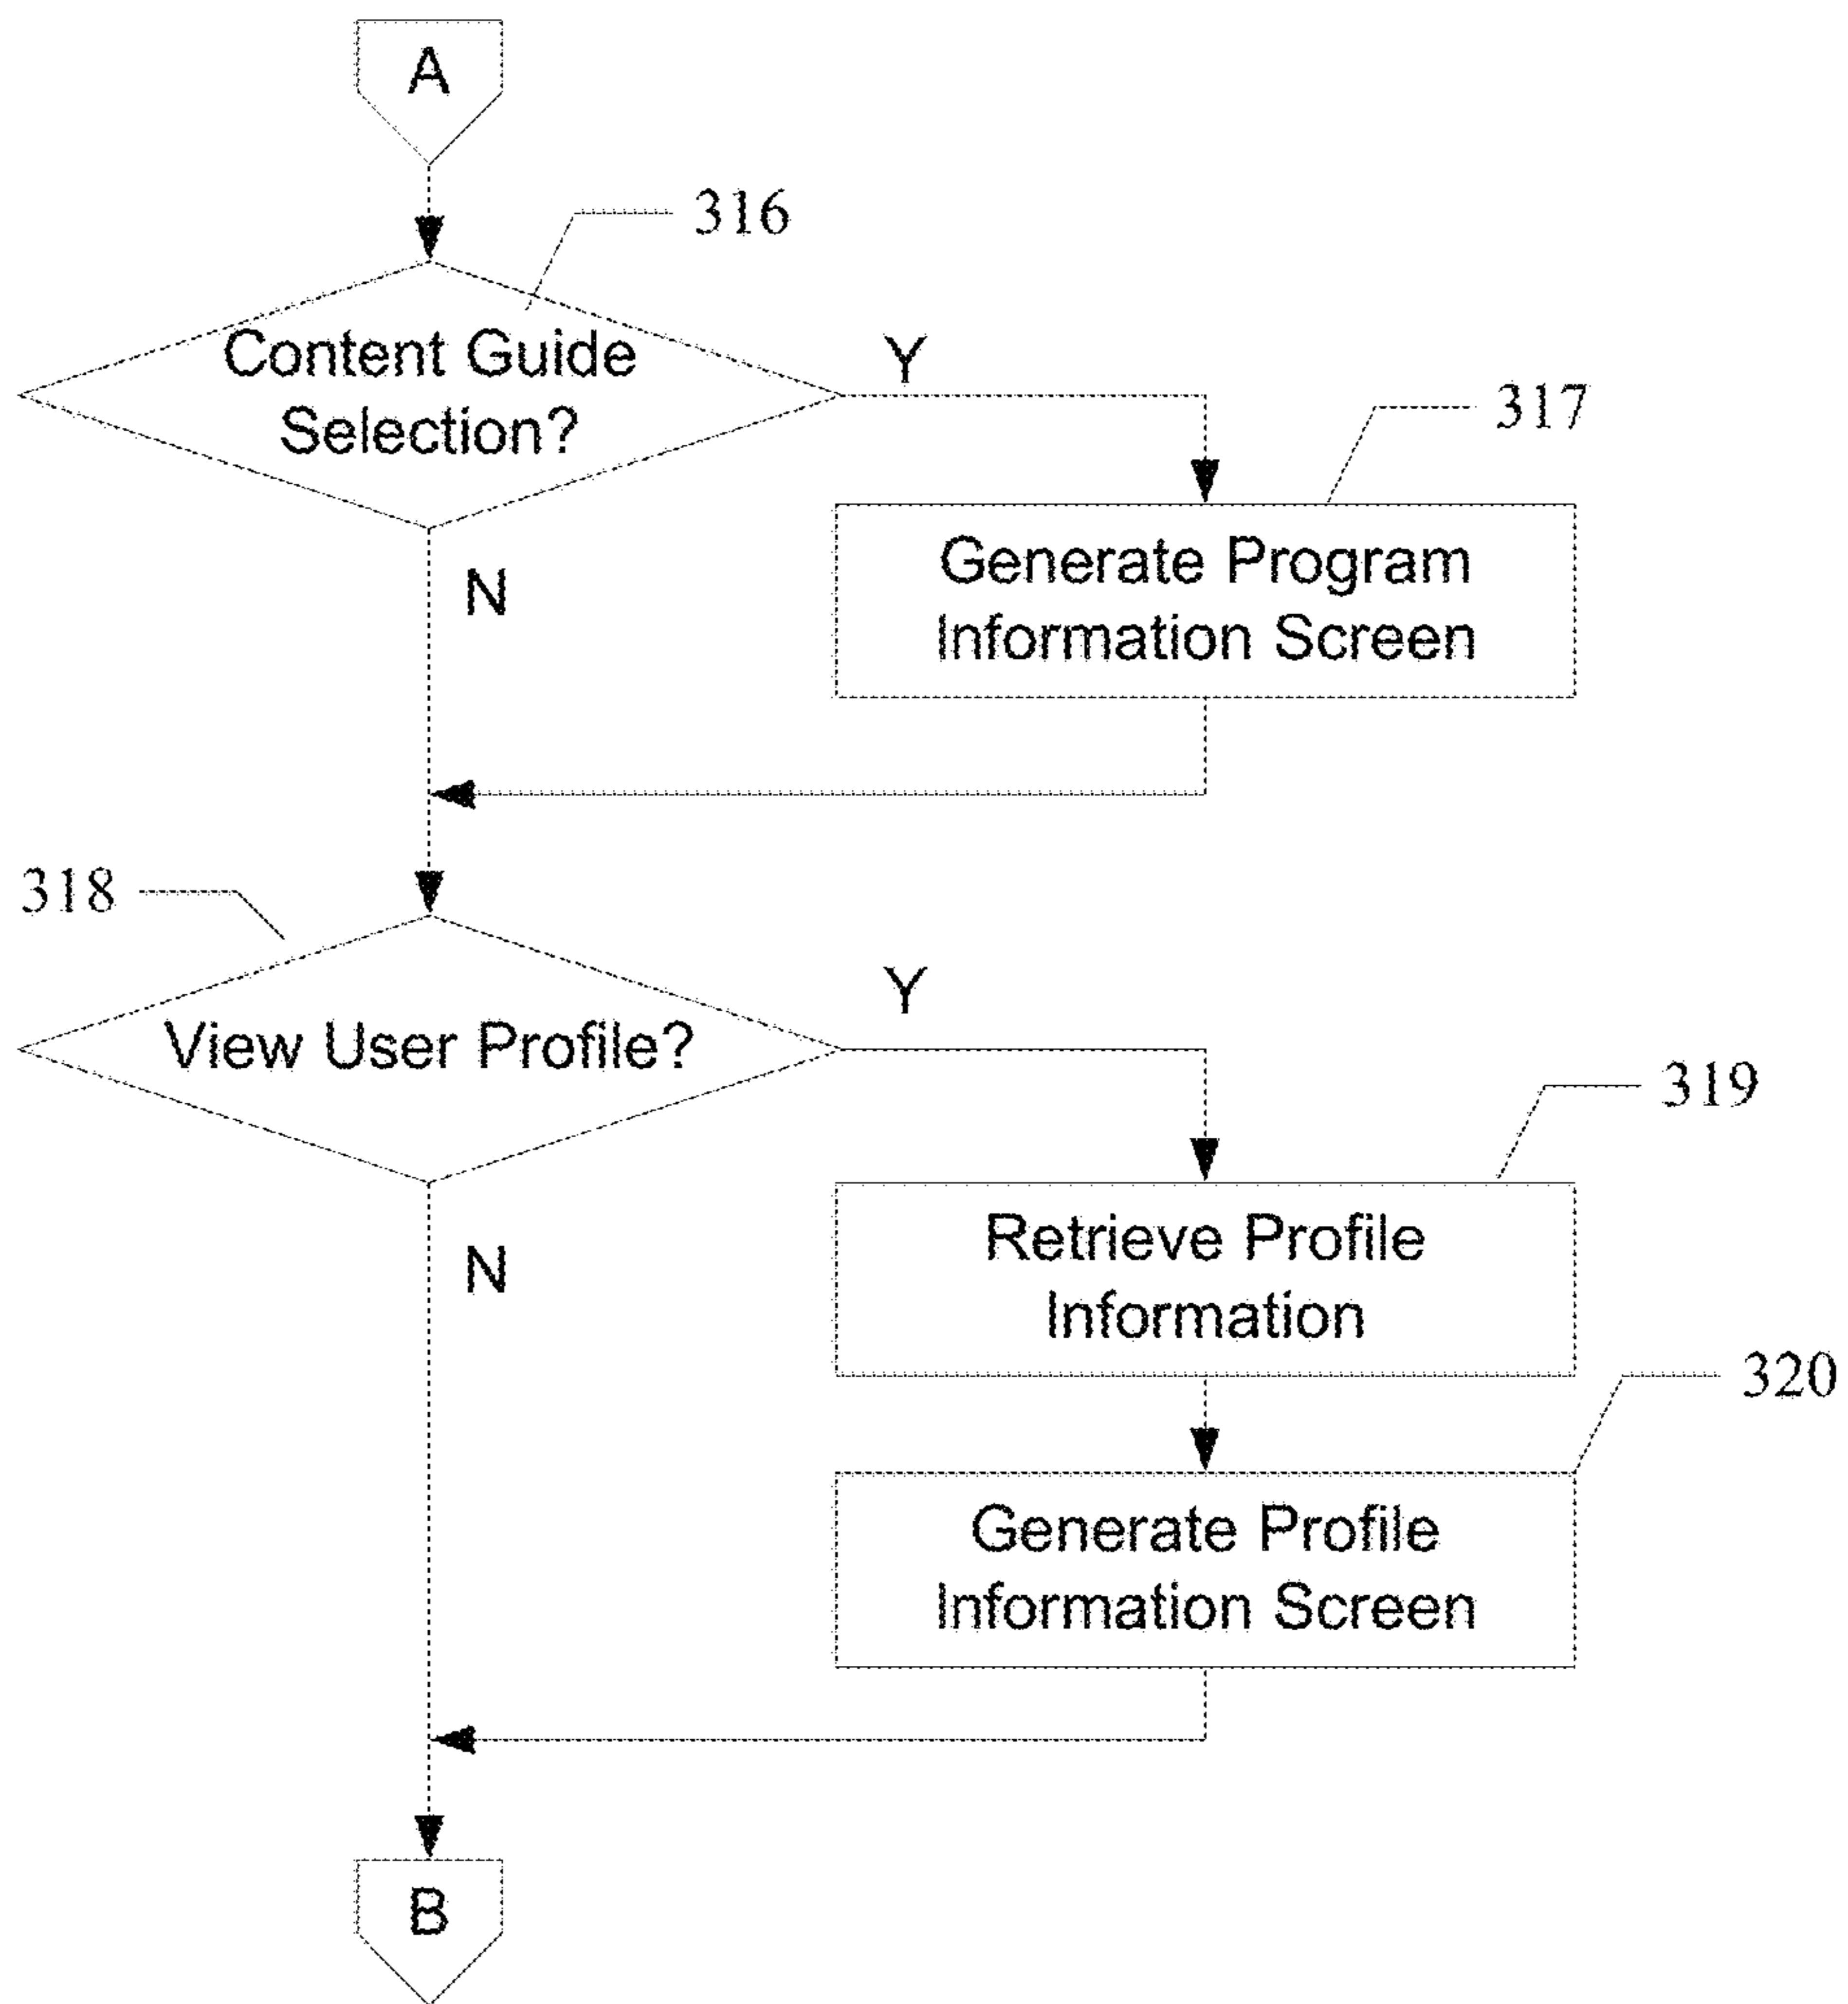 A
316
Content Guide
Selection?
Y
317
Generate Program
Information Screen
N
318
View User Profile?
Y
319
Retrieve Profile
Information
N
320
Generate Profile
Information Screen
B